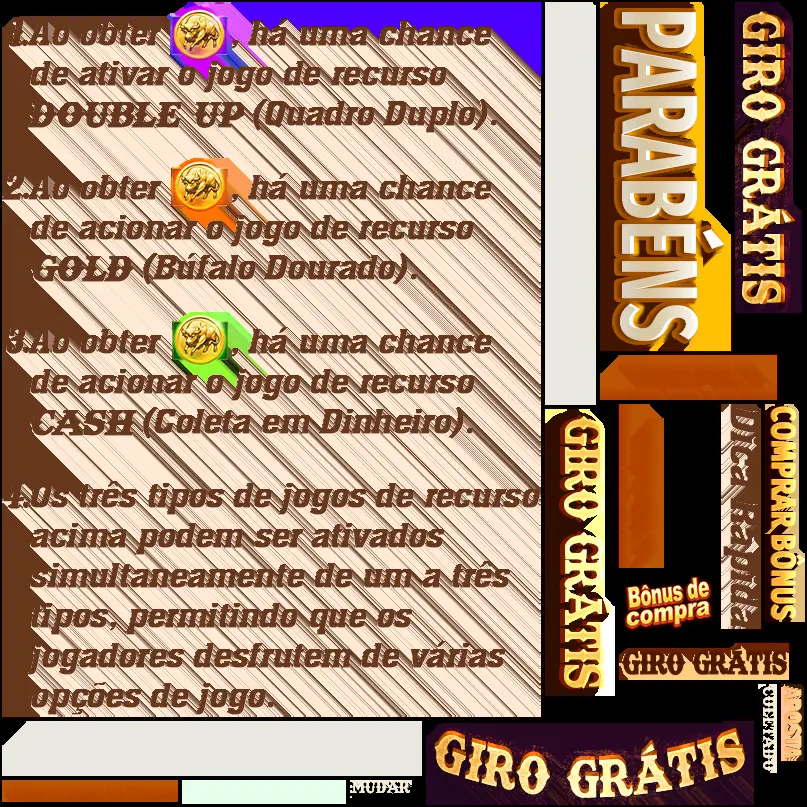 1.Ao obter , há uma chance
de ativar o jogo de recurso
DOUBLE UP (Quadro Duplo).
2.Ao obter , há uma chance
de acionar o jogo de recurso
GOLD (Búfalo Dourado).
3.Ao obter , há uma chance
de acionar o jogo de recurso
CASH (Coleta em Dinheiro).
4.Os três tipos de jogos de recurso
acima podem ser ativados
simultaneamente de um a três
tipos, permitindo que os
jogadores desfrutem de várias
opções de jogo.
PARABÉNS
GIRO GRÁTIS
GIRO GRÁTIS
Dica Rápida
COMPRAR BÔNUS
Bônus de
compra
GIRO GRÁTIS
APOSTA
GIRO GRÁTIS
MUDAR